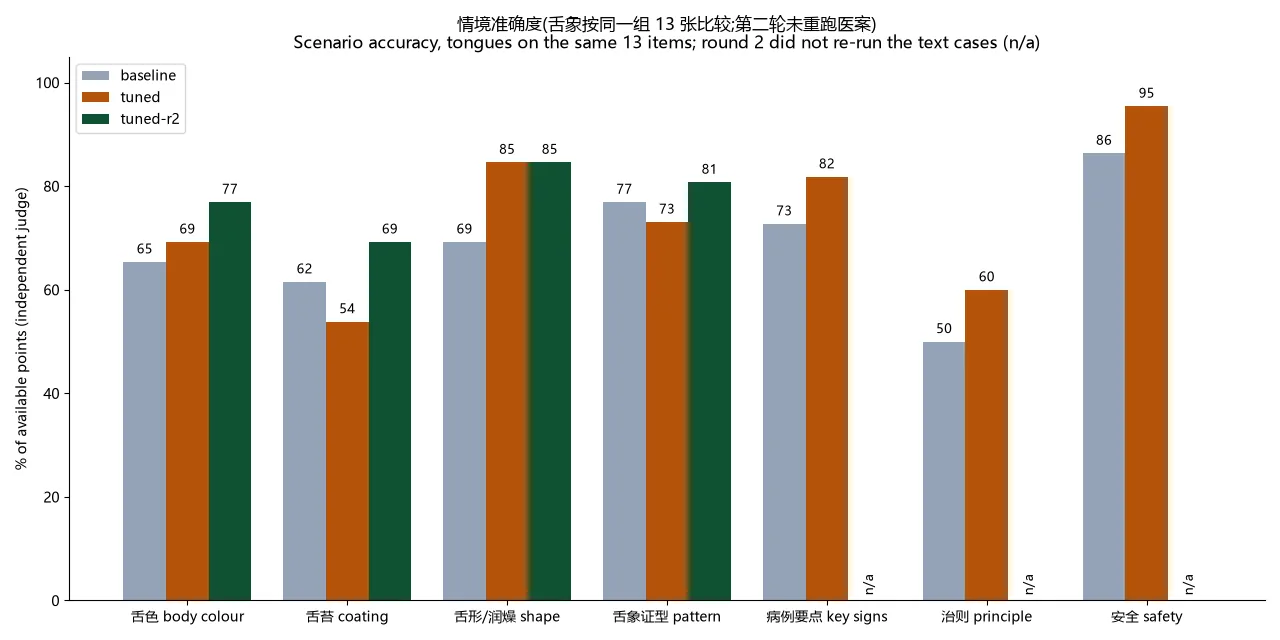 情境准确度(舌象按同一组 13 张比较;第二轮未重跑医案)
Scenario accuracy, tongues on the same 13 items; round 2 did not re-run the text cases (n/a)
baseline
tuned
tuned-r2
% of available points (independent judge)
100
80
60
40
20
0
65
69
77
62
54
69
69
85
85
77
73
81
73
82
n/a
50
60
n/a
86
95
n/a
舌色 body colour
舌苔 coating
舌形/润燥 shape
舌象证型 pattern
病例要点 key signs
治则 principle
安全 safety